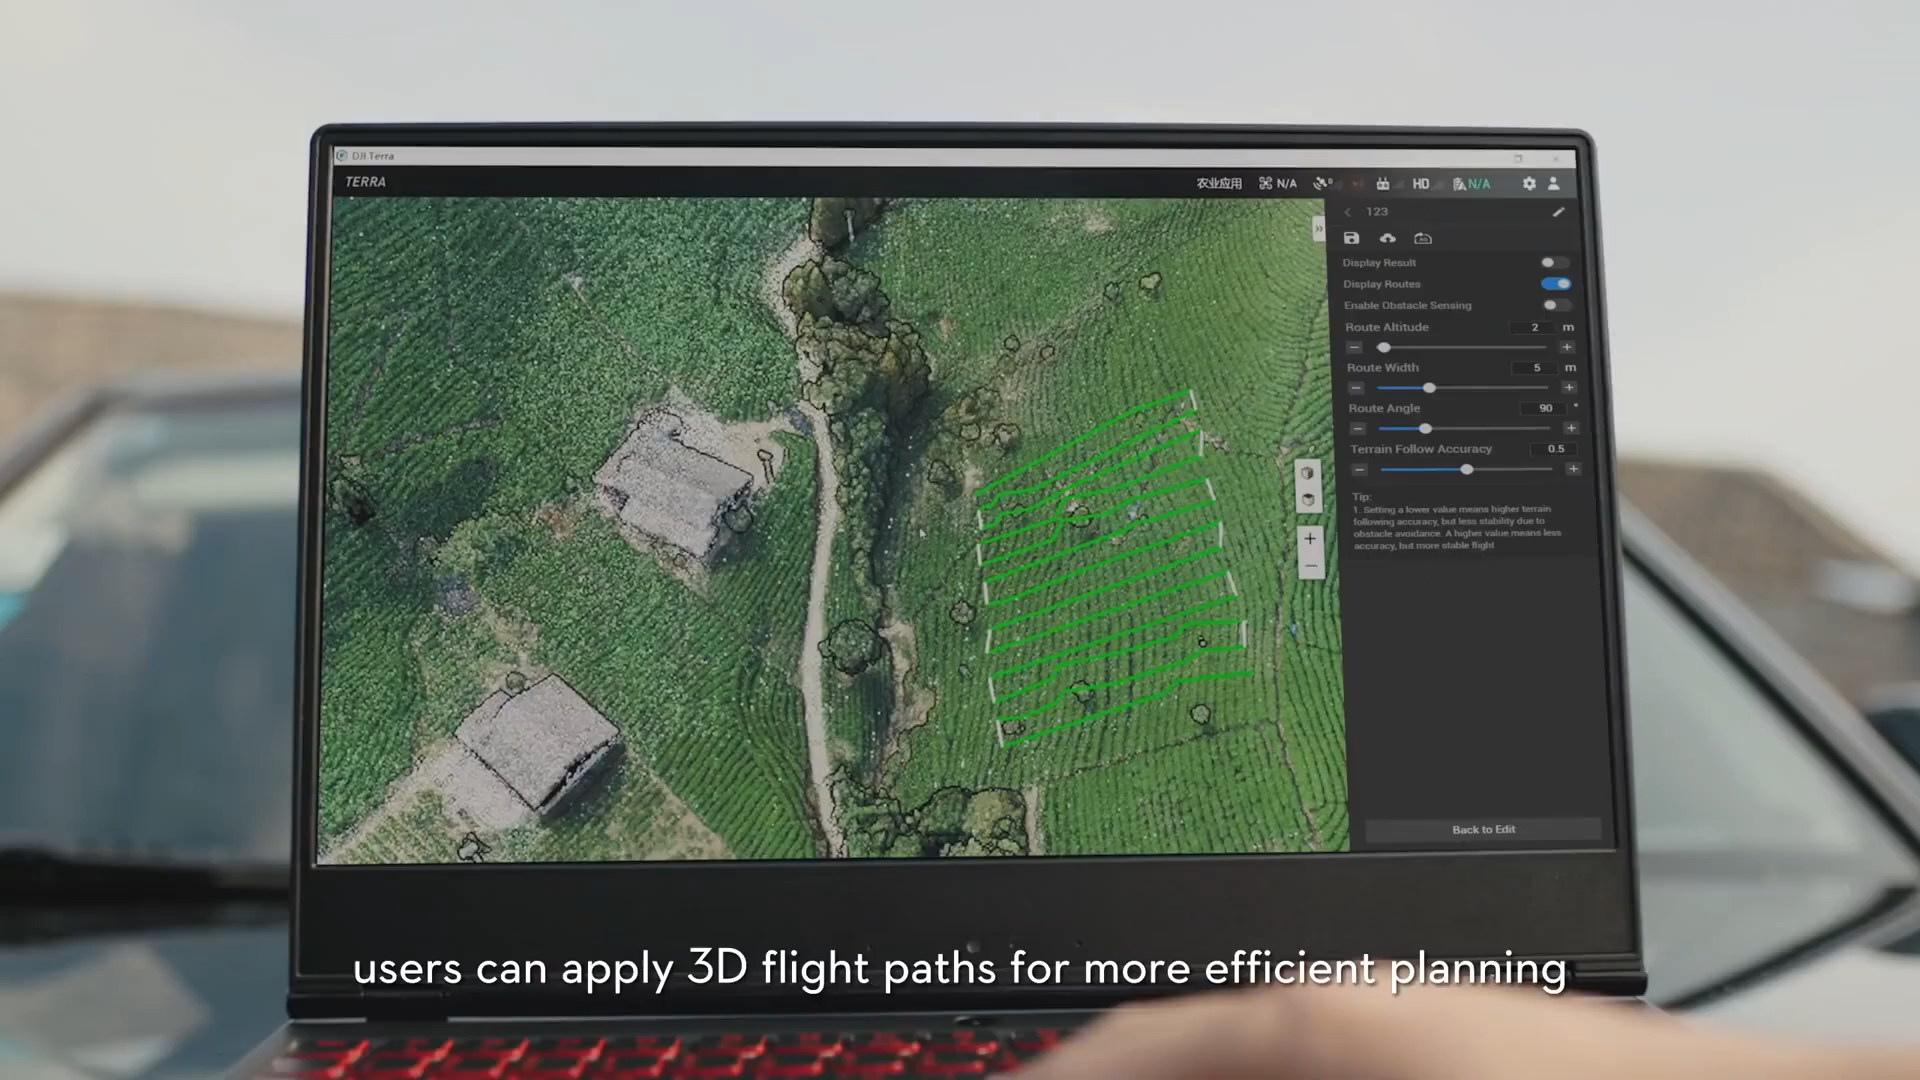 DJI Terra
TERRA
农业应用
N/A
HD
N/A
123
Display Result
Display Routes
Enable Obstacle Sensing
Route Altitude 2 m
Route Width 5 m
Route Angle 90 °
Terrain Follow Accuracy 0.5
Tip:
1. Setting a lower value means higher terrain
following accuracy, but less stability due to
obstacle avoidance. A higher value means less
accuracy, but more stable flight
Back to Edit
users can apply 3D flight paths for more efficient planning